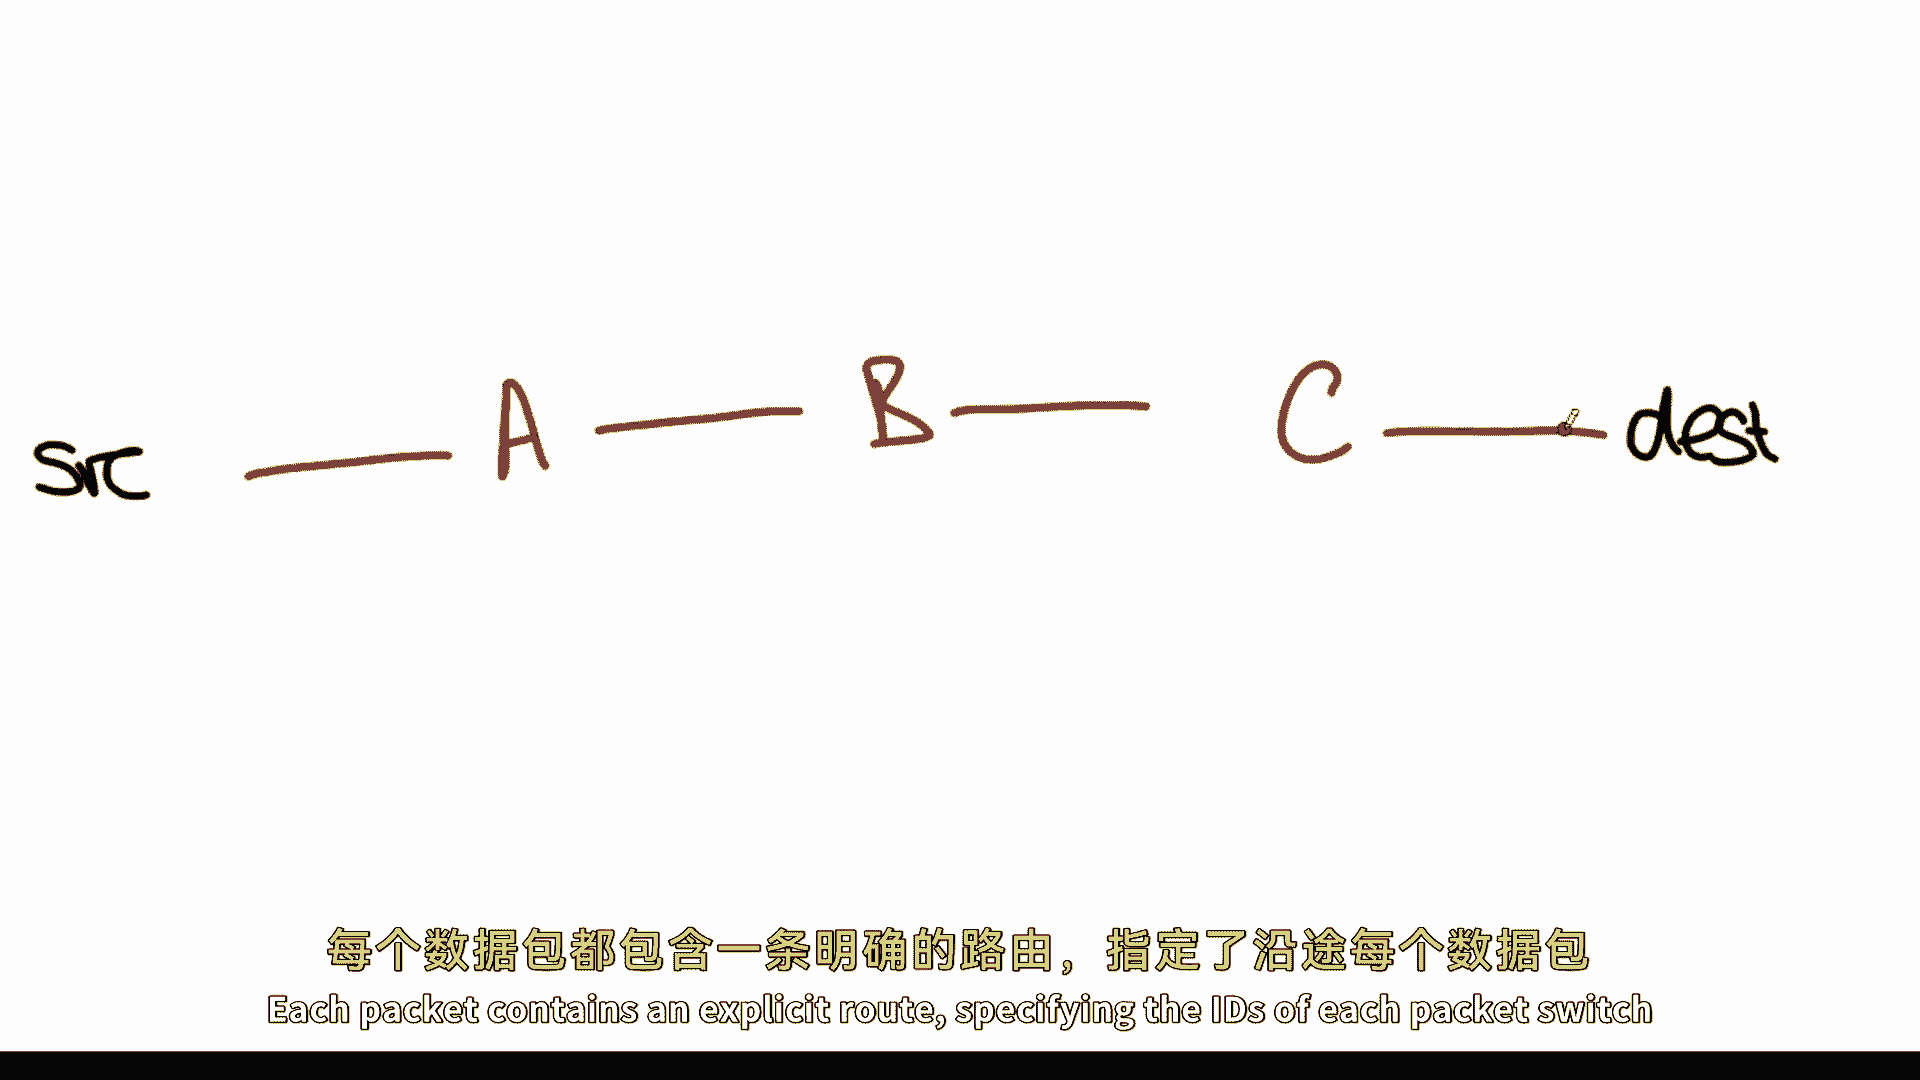 src A B C dest
每个数据包都包含一条明确的路由，指定了沿途每个数据包
Each packet contains an explicit route, specifying the IDs of each packet switch